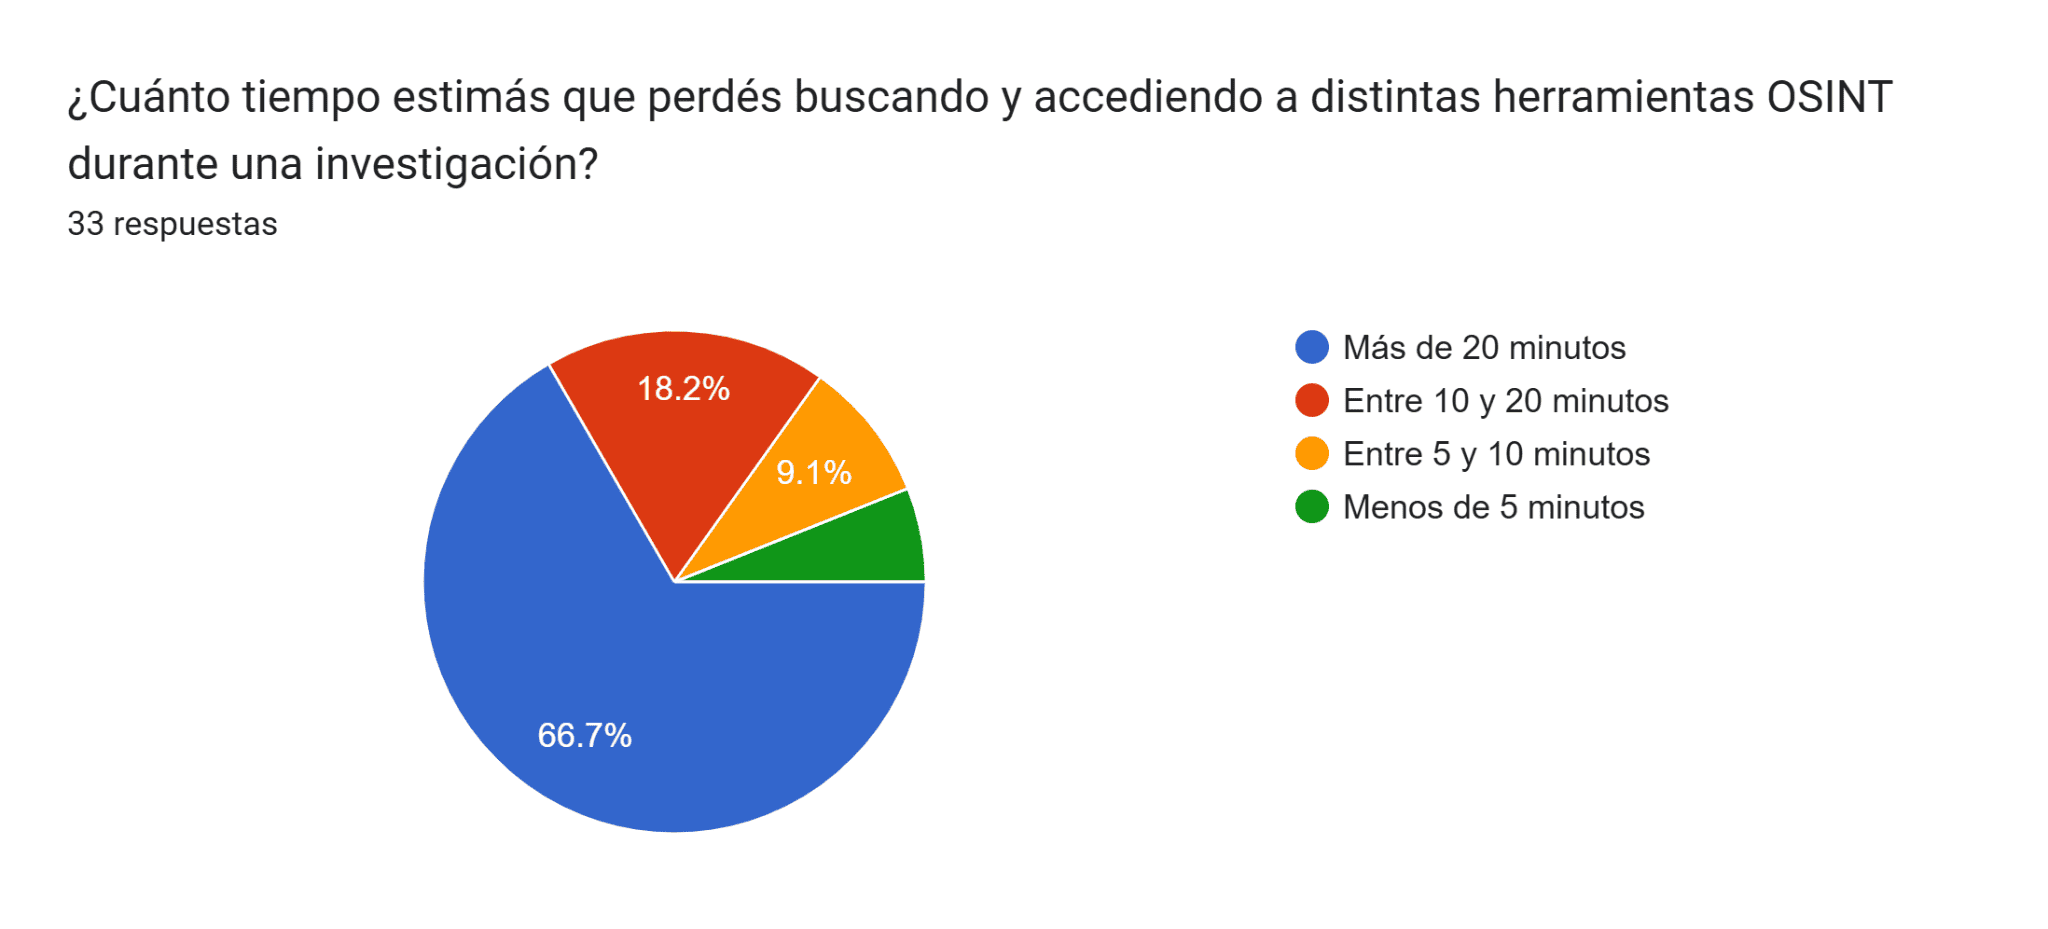 ¿Cuánto tiempo estimás que perdés buscando y accediendo a distintas herramientas OSINT
durante una investigación?
33 respuestas
Más de 20 minutos
Entre 10 y 20 minutos
Entre 5 y 10 minutos
Menos de 5 minutos
18.2%
9.1%
66.7%